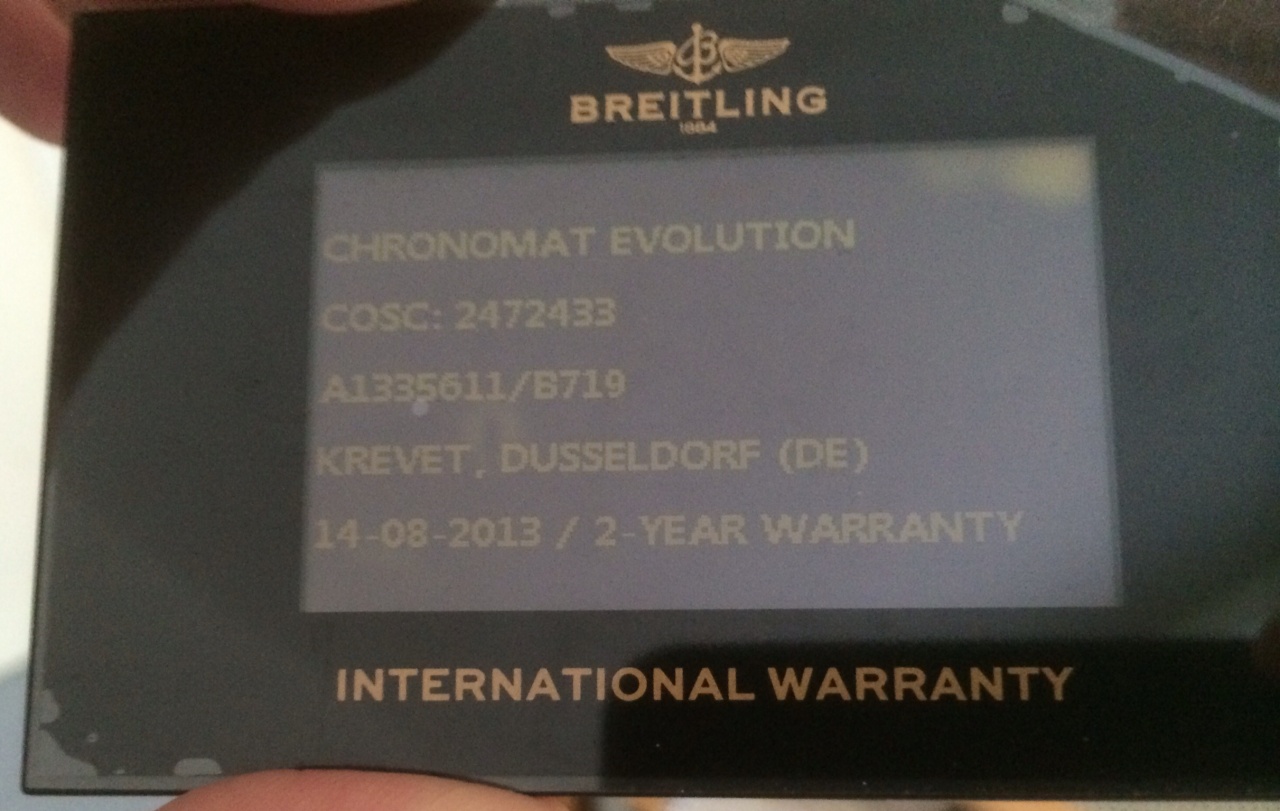 BREITLING
1884
CHRONOMAT EVOLUTION
COSC: 2472433
A1335611/B719
KREVET, DUSSELDORF (DE)
14-08-2013 / 2-YEAR WARRANTY
INTERNATIONAL WARRANTY